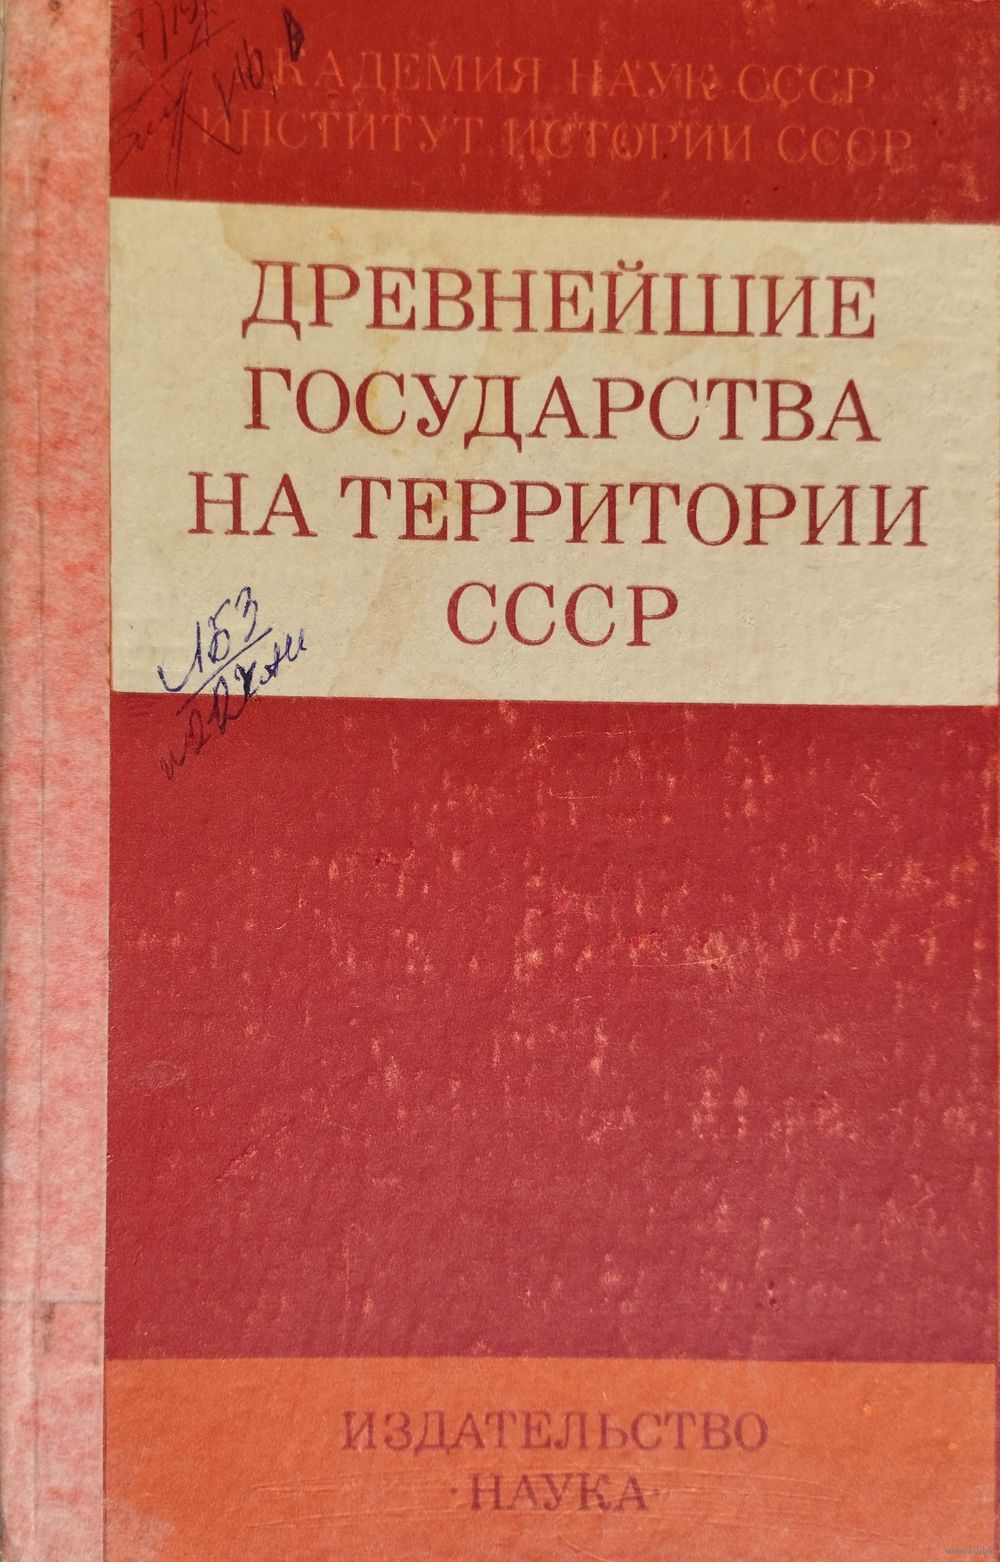 АКАДЕМИЯ НАУК СССР
ИНСТИТУТ ИСТОРИИ СССР
ДРЕВНЕЙШИЕ
ГОСУДАРСТВА
НА ТЕРРИТОРИИ
СССР
ИЗДАТЕЛЬСТВО
·НАУКА·